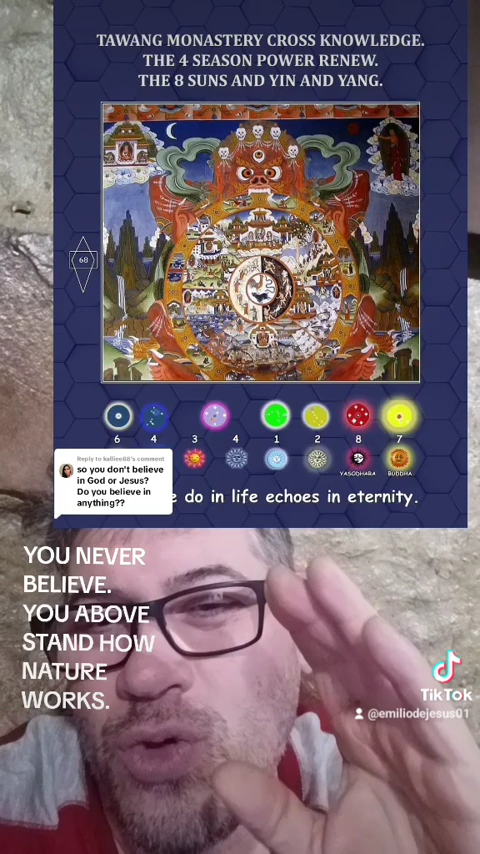 TAWANG MONASTERY CROSS KNOWLEDGE.
THE 4 SEASON POWER RENEW.
THE 8 SUNS AND YIN AND YANG.
68
6 4 3 4 1 2 8 7
YASODHARA BUDDHA
Reply to kalliee68's comment
so you don't believe
in God or Jesus?
Do you believe in
anything??
e do in life echoes in eternity.
YOU NEVER
BELIEVE.
YOU ABOVE
STAND HOW
NATURE
WORKS.
TikTok
@emiliodejesus01